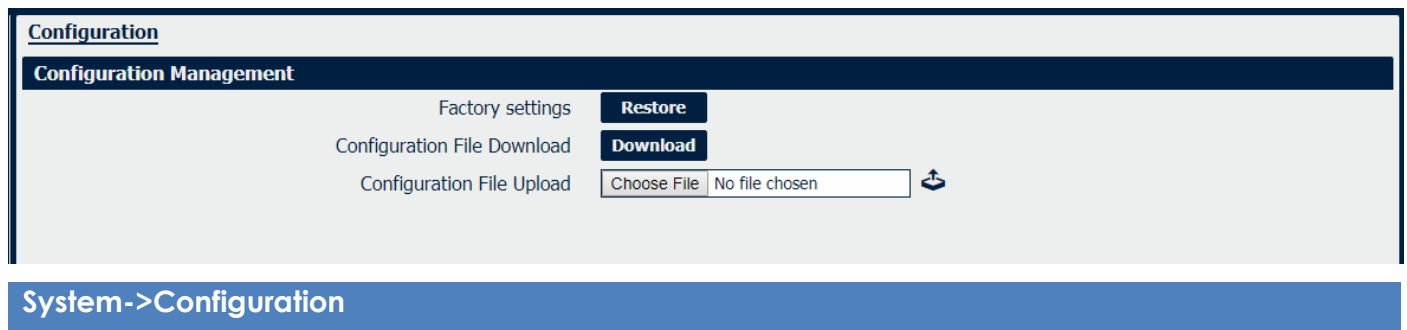 Configuration
Configuration Management
Factory settings Restore
Configuration File Download Download
Configuration File Upload Choose File No file chosen
System->Configuration